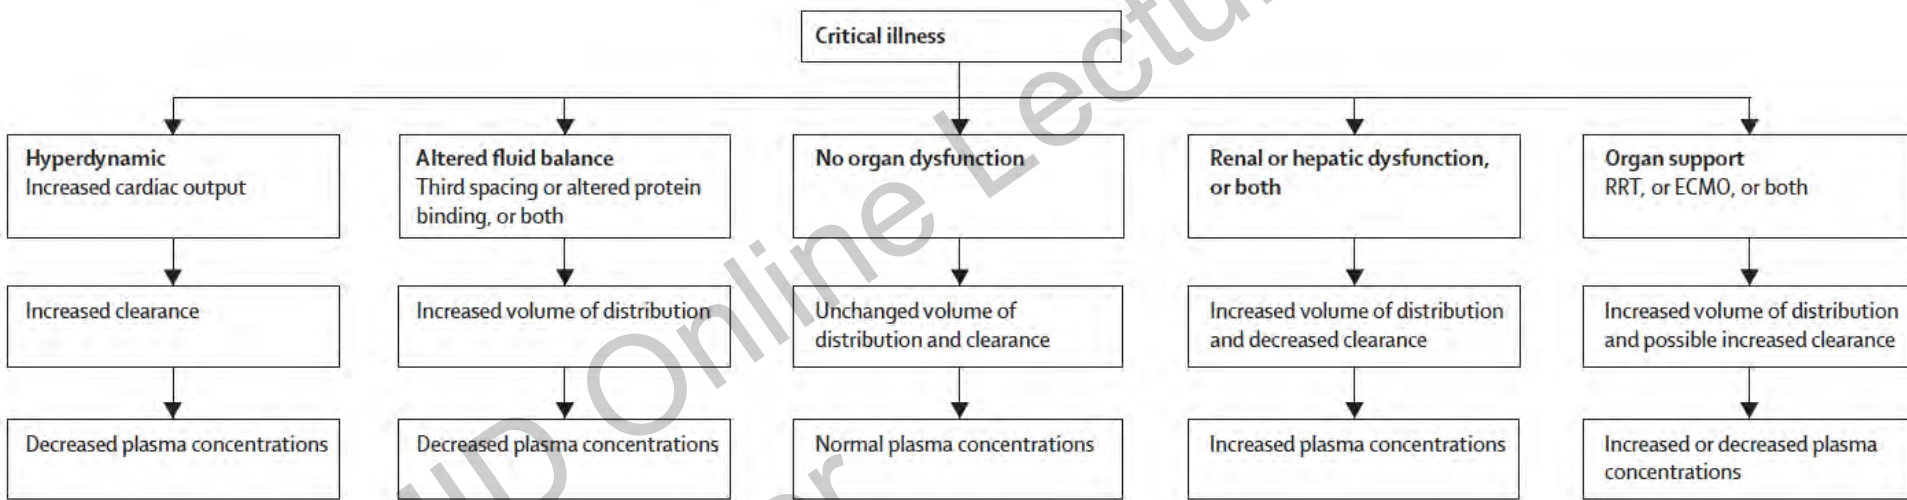 Critical illness
Hyperdynamic
Increased cardiac output
Altered fluid balance
Third spacing or altered protein
binding, or both
No organ dysfunction
Renal or hepatic dysfunction,
or both
Organ support
RRT, or ECMO, or both
Increased clearance
Increased volume of distribution
Unchanged volume of
distribution and clearance
Increased volume of distribution
and decreased clearance
Increased volume of distribution
and possible increased clearance
Decreased plasma concentrations
Decreased plasma concentrations
Normal plasma concentrations
Increased plasma concentrations
Increased or decreased plasma
concentrations
Online